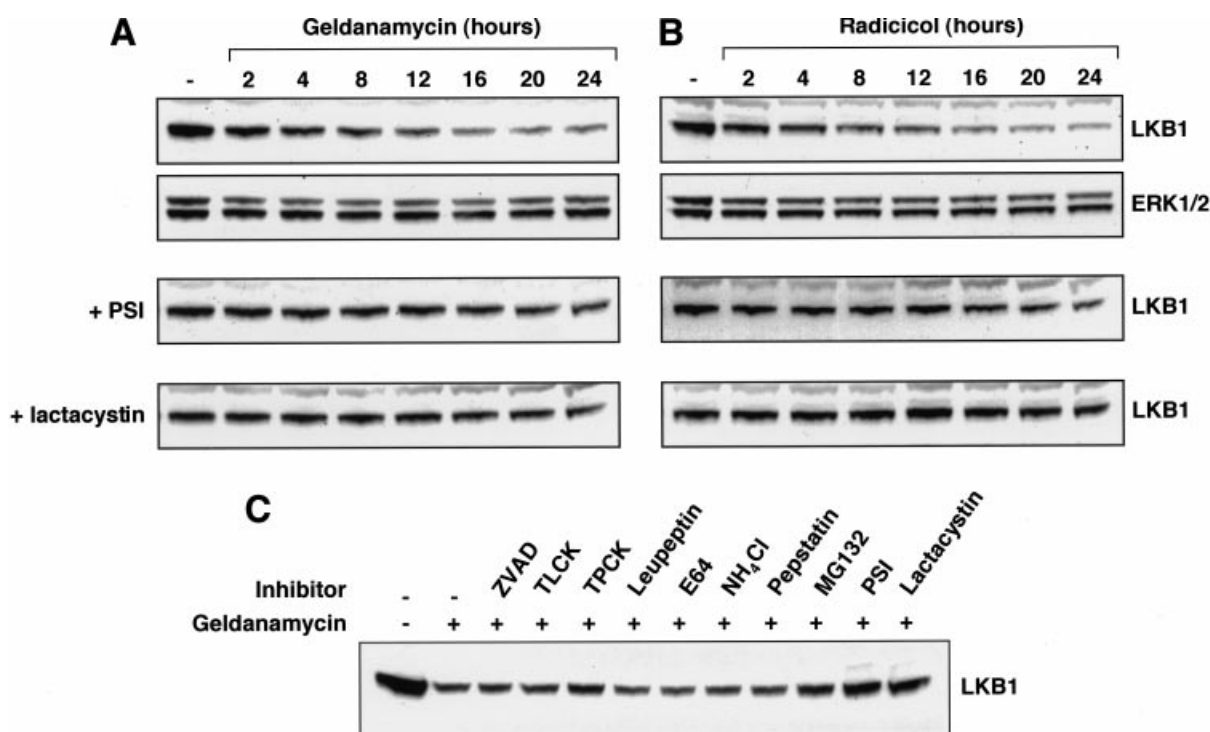 A Geldanamycin (hours) B Radicicol (hours)
- 2 4 8 12 16 20 24 - 2 4 8 12 16 20 24
LKB1
ERK1/2
+ PSI LKB1
+ lactacystin LKB1
C
Inhibitor - - ZVAD TLCK TPCK Leupeptin E64 NH₄Cl Pepstatin MG132 PSI Lactacystin
Geldanamycin - + + + + + + + + + + +
LKB1